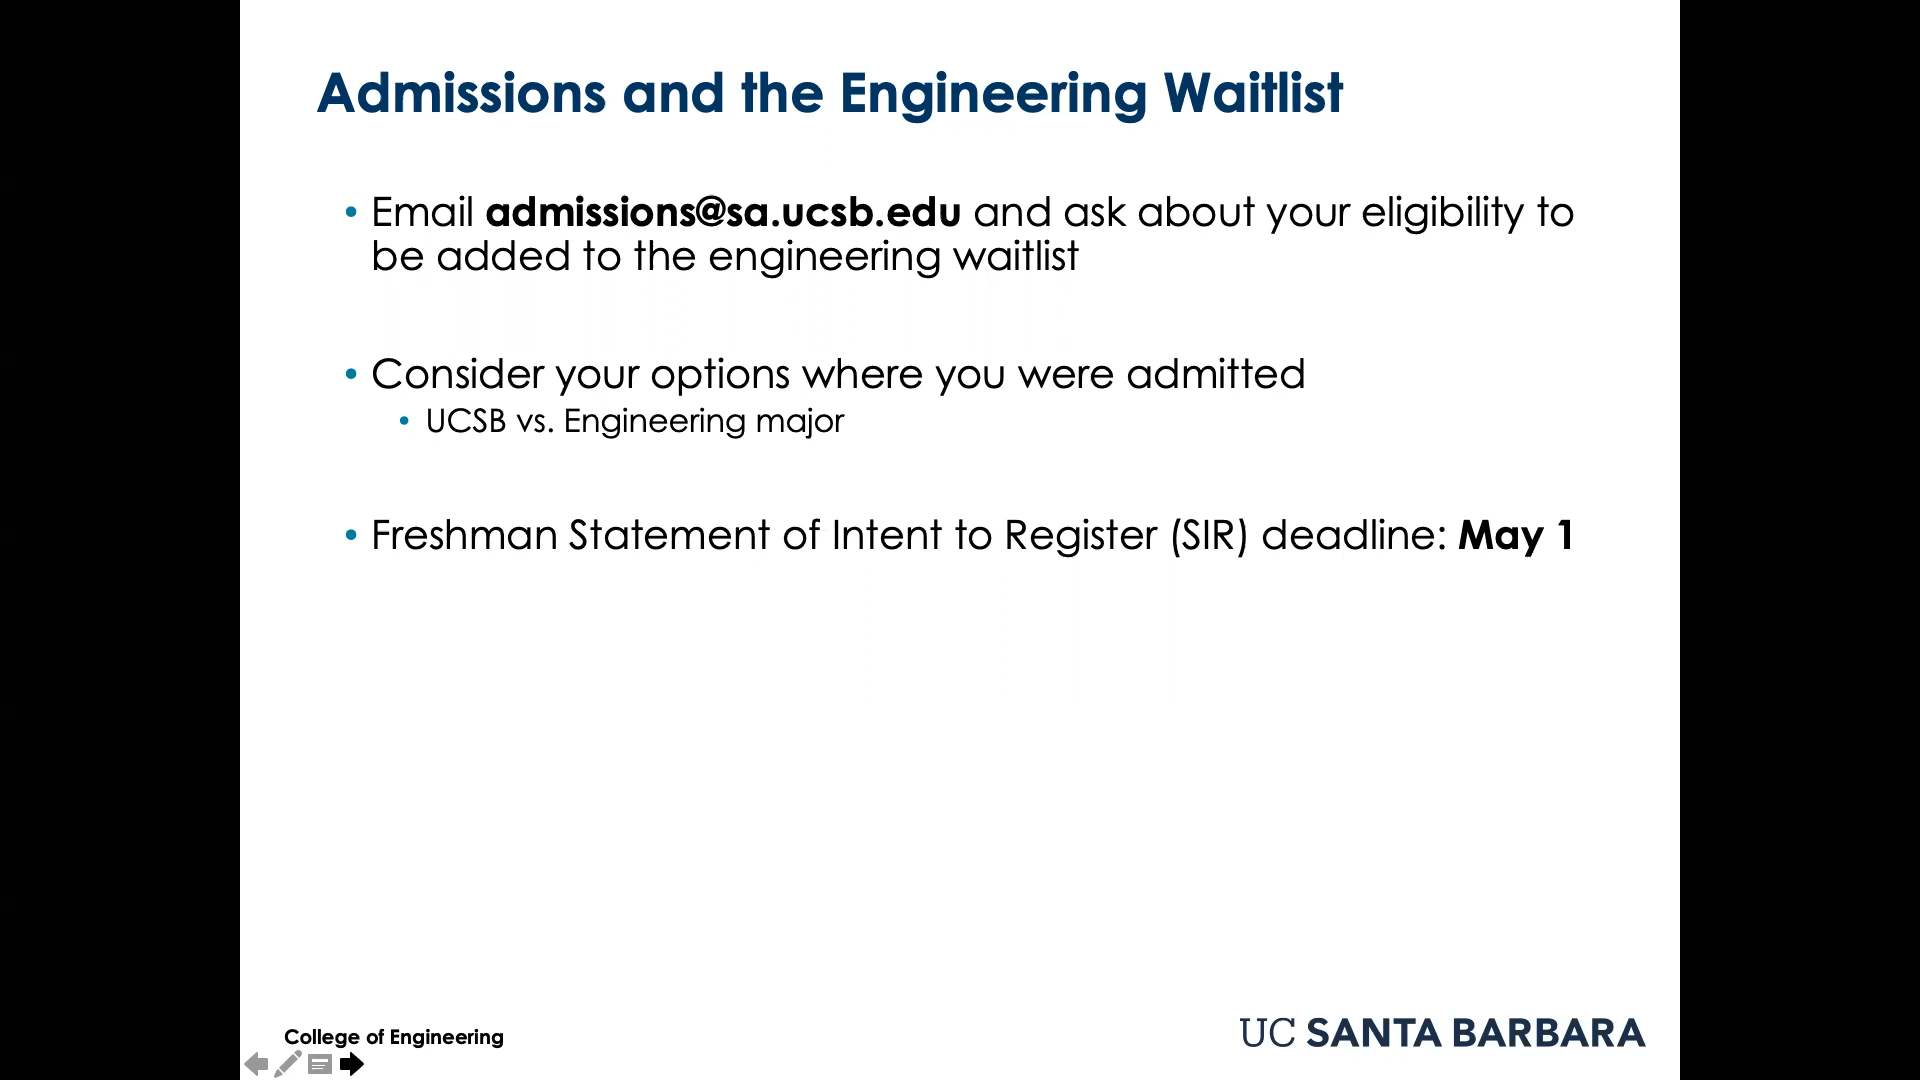 Admissions and the Engineering Waitlist
• Email admissions@sa.ucsb.edu and ask about your eligibility to
be added to the engineering waitlist
• Consider your options where you were admitted
• UCSB vs. Engineering major
• Freshman Statement of Intent to Register (SIR) deadline: May 1
College of Engineering
UC SANTA BARBARA